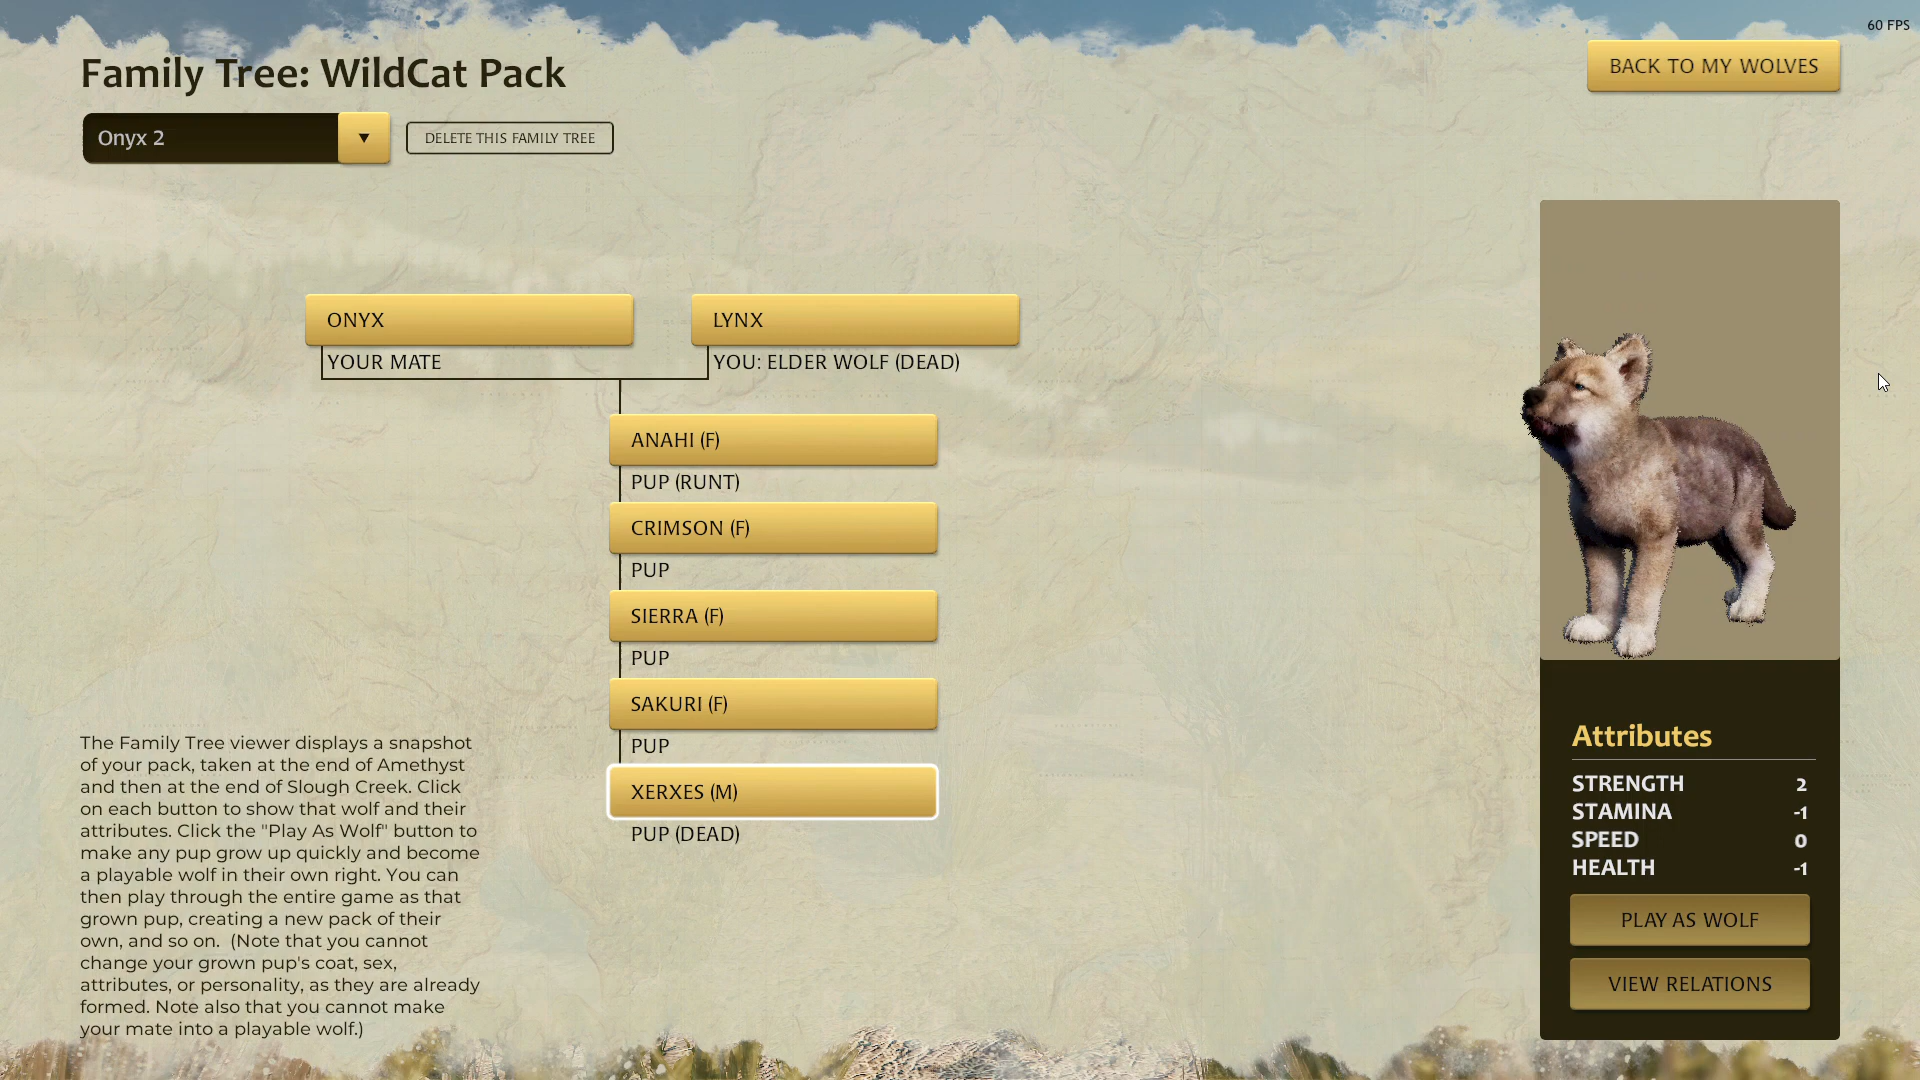 60 FPS
Family Tree: WildCat Pack
BACK TO MY WOLVES
Onyx 2
DELETE THIS FAMILY TREE
ONYX
LYNX
YOUR MATE
YOU: ELDER WOLF (DEAD)
ANAHI (F)
PUP (RUNT)
CRIMSON (F)
PUP
SIERRA (F)
PUP
SAKURI (F)
PUP
XERXES (M)
PUP (DEAD)
The Family Tree viewer displays a snapshot
of your pack, taken at the end of Amethyst
and then at the end of Slough Creek. Click
on each button to show that wolf and their
attributes. Click the "Play As Wolf" button to
make any pup grow up quickly and become
a playable wolf in their own right. You can
then play through the entire game as that
grown pup, creating a new pack of their
own, and so on.  (Note that you cannot
change your grown pup's coat, sex,
attributes, or personality, as they are already
formed. Note also that you cannot make
your mate into a playable wolf.)
Attributes
STRENGTH 2
STAMINA -1
SPEED 0
HEALTH -1
PLAY AS WOLF
VIEW RELATIONS